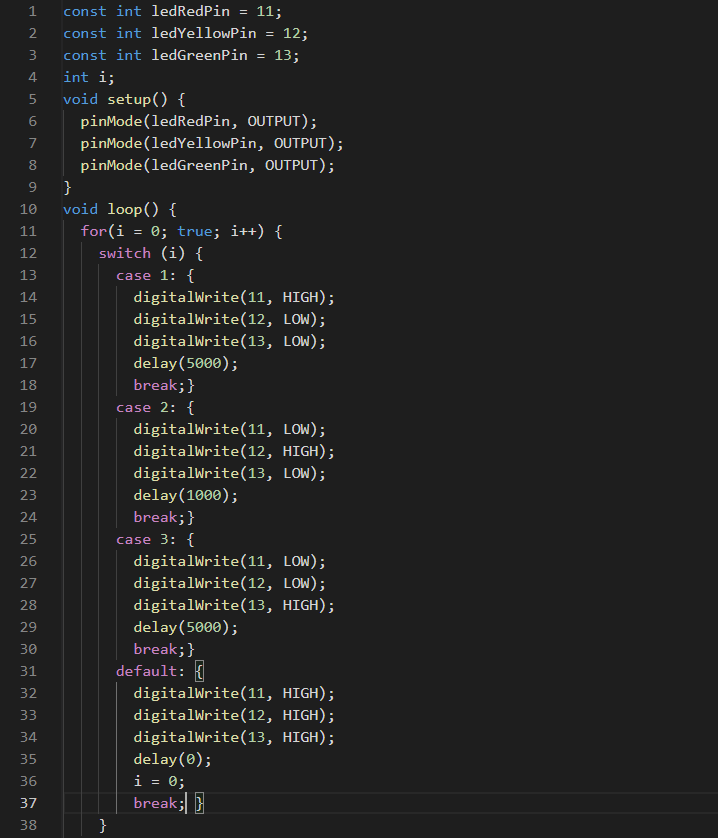 1 const int ledRedPin = 11;
2 const int ledYellowPin = 12;
3 const int ledGreenPin = 13;
4 int i;
5 void setup() {
6   pinMode(ledRedPin, OUTPUT);
7   pinMode(ledYellowPin, OUTPUT);
8   pinMode(ledGreenPin, OUTPUT);
9 }
10 void loop() {
11   for(i = 0; true; i++) {
12     switch (i) {
13       case 1: {
14         digitalWrite(11, HIGH);
15         digitalWrite(12, LOW);
16         digitalWrite(13, LOW);
17         delay(5000);
18         break;}
19       case 2: {
20         digitalWrite(11, LOW);
21         digitalWrite(12, HIGH);
22         digitalWrite(13, LOW);
23         delay(1000);
24         break;}
25       case 3: {
26         digitalWrite(11, LOW);
27         digitalWrite(12, LOW);
28         digitalWrite(13, HIGH);
29         delay(5000);
30         break;}
31       default: {
32         digitalWrite(11, HIGH);
33         digitalWrite(12, HIGH);
34         digitalWrite(13, HIGH);
35         delay(0);
36         i = 0;
37         break; }
38     }